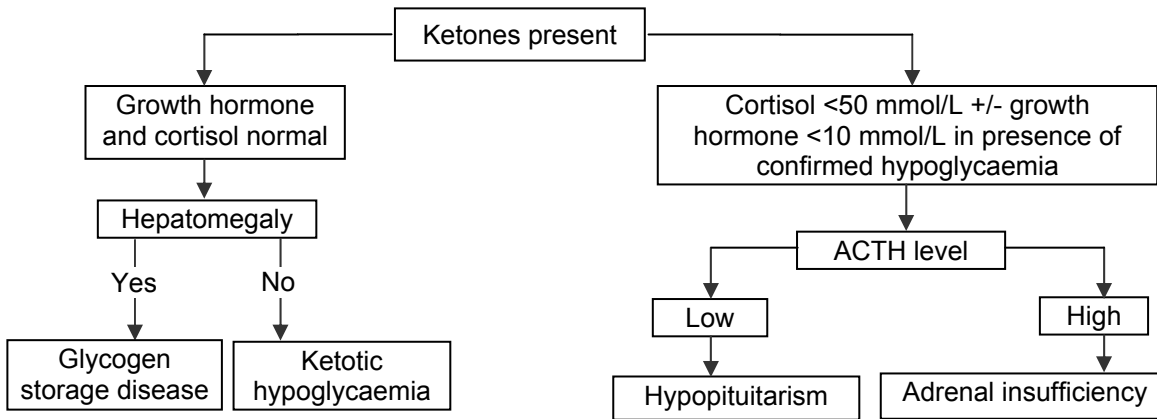 Ketones present
Growth hormone
and cortisol normal
Cortisol <50 mmol/L +/- growth
hormone <10 mmol/L in presence of
confirmed hypoglycaemia
Hepatomegaly
ACTH level
Yes
No
Low
High
Glycogen
storage disease
Ketotic
hypoglycaemia
Hypopituitarism
Adrenal insufficiency